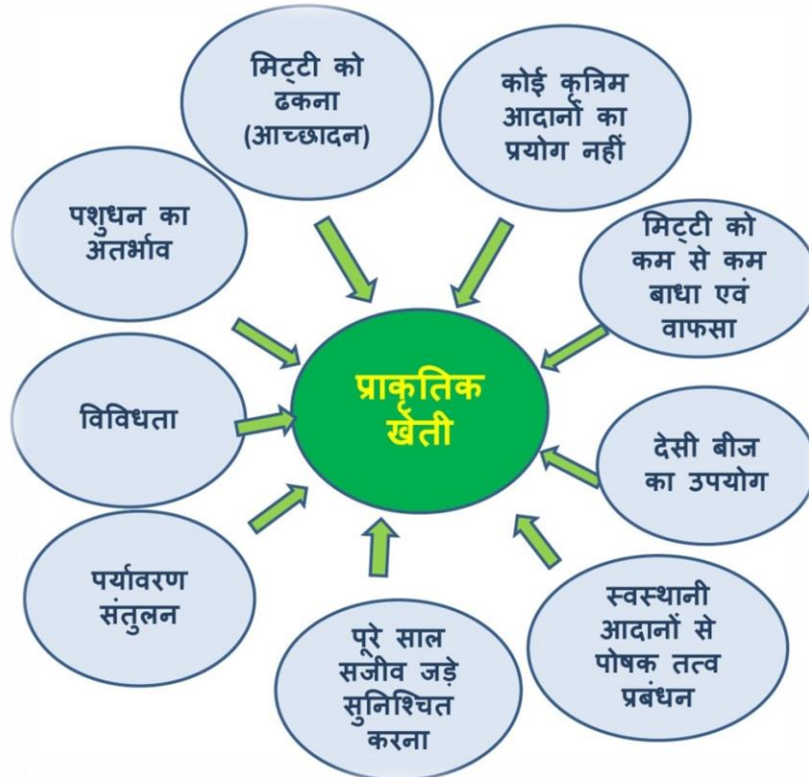 मिट्टी को
ढकना
(आच्छादन)
कोई कृत्रिम
आदानों का
प्रयोग नहीं
मिट्टी को
कम से कम
बाधा एवं
वाफसा
देसी बीज
का उपयोग
स्वस्थानी
आदानों से
पोषक तत्व
प्रबंधन
पूरे साल
सजीव जड़े
सुनिश्चित
करना
पर्यावरण
संतुलन
विविधता
पशुधन का
अतर्भाव
प्राकृतिक
खेती